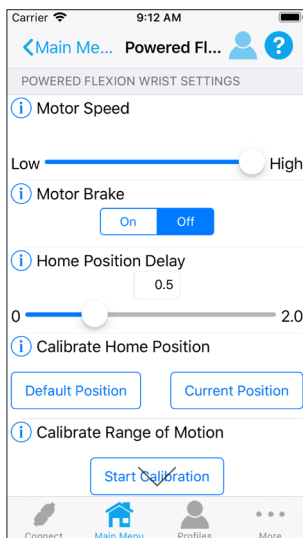 Carrier 9:12 AM
Main Me... Powered Fl... ?
POWERED FLEXION WRIST SETTINGS
i Motor Speed
Low High
i Motor Brake
On Off
i Home Position Delay
0.5
0 2.0
i Calibrate Home Position
Default Position Current Position
i Calibrate Range of Motion
Start Calibration
Connect Main Menu Profiles More